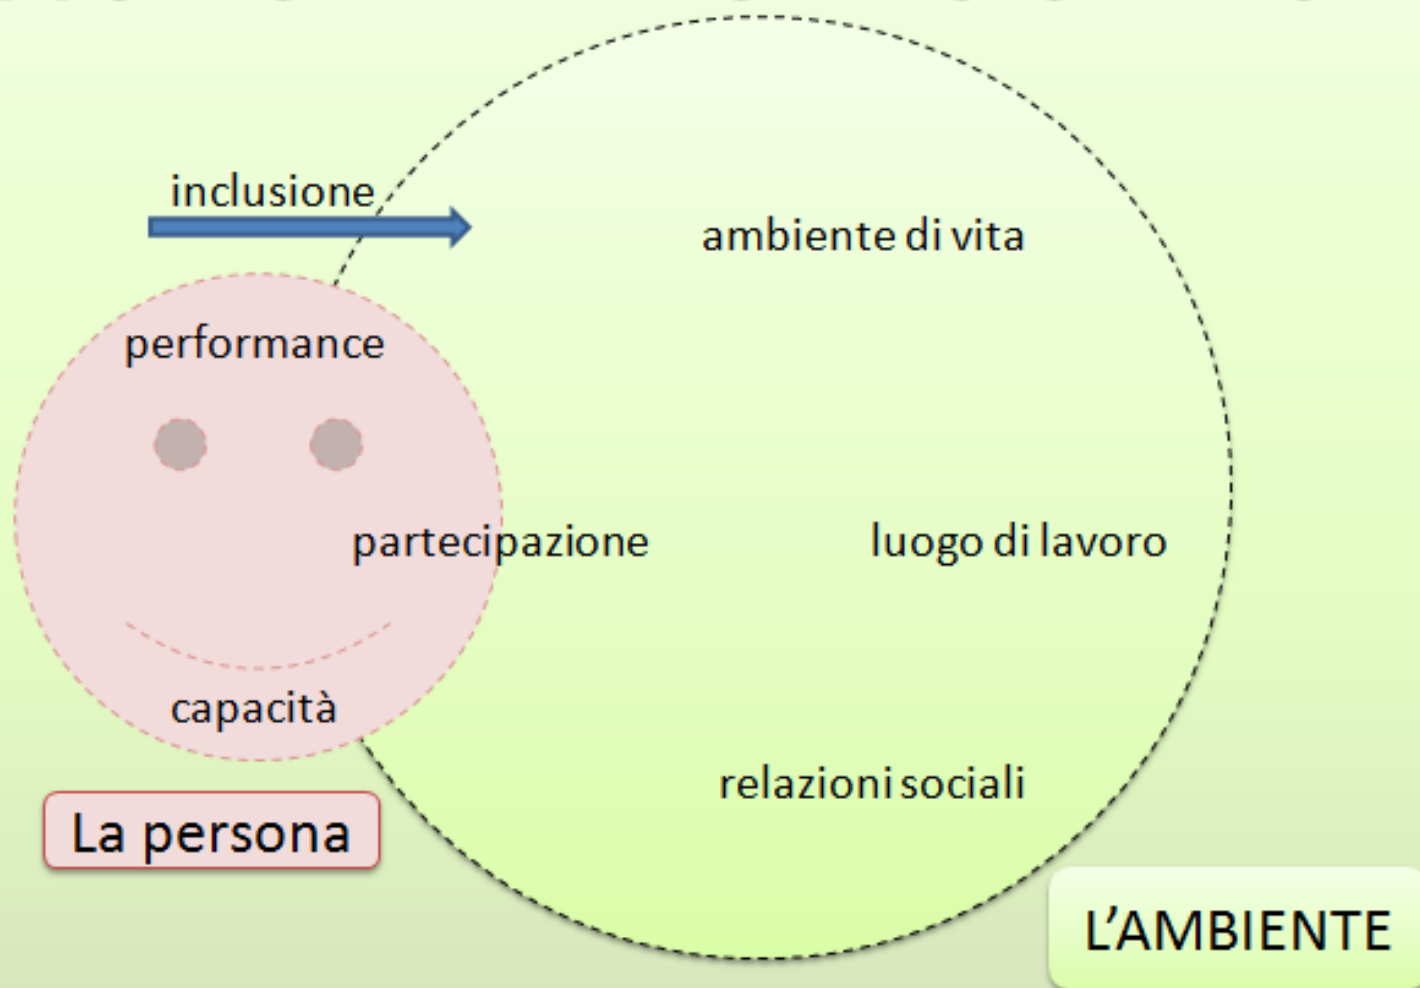 inclusione
ambiente di vita
performance
partecipazione
luogo di lavoro
capacità
relazioni sociali
La persona
L'AMBIENTE